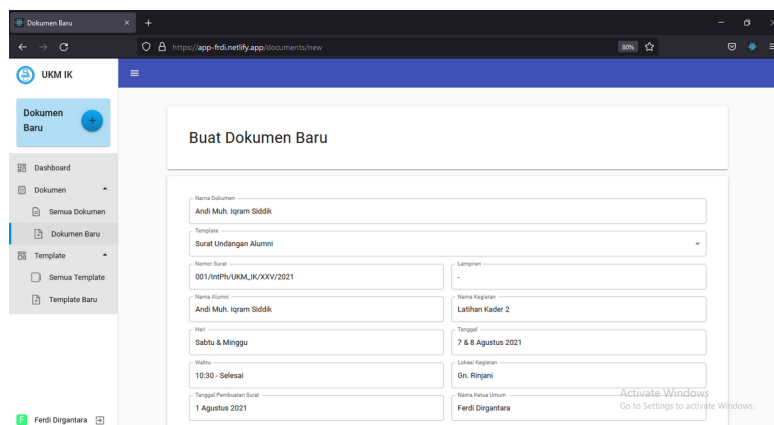 Dokumen Baru
https://app-frdi.netlify.app/documents/new
80%
UKM IK
Dokumen
Baru
Buat Dokumen Baru
Dashboard
Dokumen
Semua Dokumen
Dokumen Baru
Template
Semua Template
Template Baru
Nama Dokumen
Andi Muh. Iqram Siddik
Template
Surat Undangan Alumni
Nomor Surat
001/IntPh/UKM_IK/XXV/2021
Lampiran
-
Nama Alumni
Andi Muh. Iqram Siddik
Nama Kegiatan
Latihan Kader 2
Hari
Sabtu & Minggu
Tanggal
7 & 8 Agustus 2021
Waktu
10:30 - Selesai
Lokasi Kegiatan
Gn. Rinjani
Tanggal Pembuatan Surat
1 Agustus 2021
Nama Ketua Umum
Ferdi Dirgantara
Activate Windows
Go to Settings to activate Windows.
F
Ferdi Dirgantara